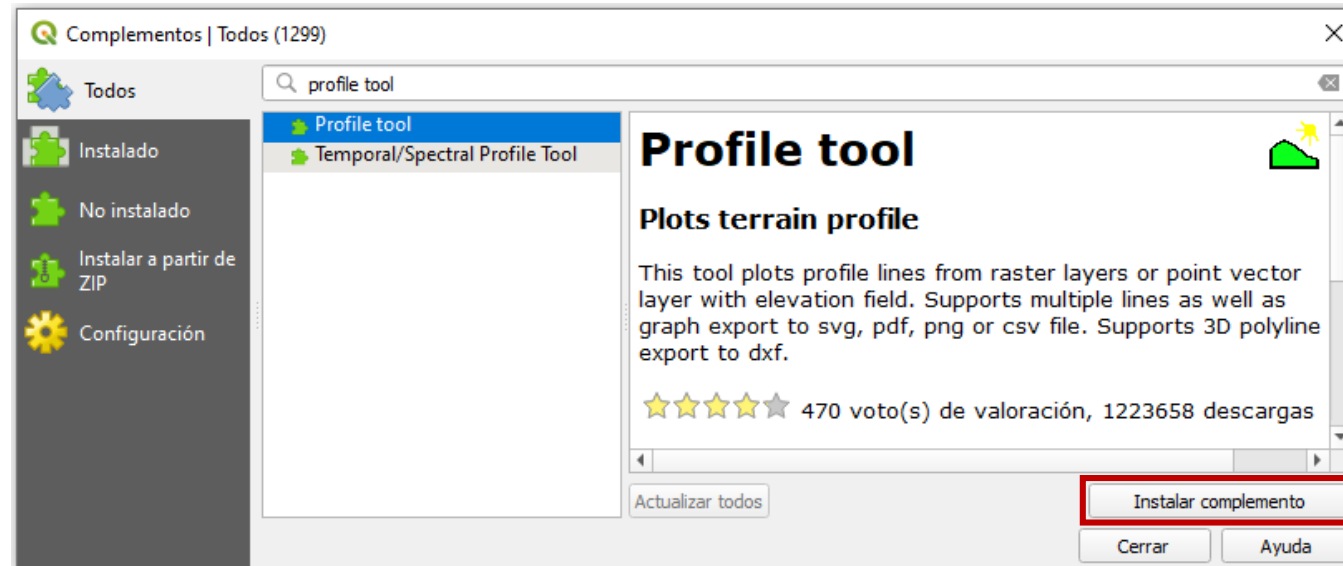 Complementos | Todos (1299)
Todos
Instalado
No instalado
Instalar a partir de
ZIP
Configuración
profile tool
Profile tool
Temporal/Spectral Profile Tool
Profile tool
Plots terrain profile
This tool plots profile lines from raster layers or point vector
layer with elevation field. Supports multiple lines as well as
graph export to svg, pdf, png or csv file. Supports 3D polyline
export to dxf.
470 voto(s) de valoración, 1223658 descargas
Actualizar todos
Instalar complemento
Cerrar
Ayuda